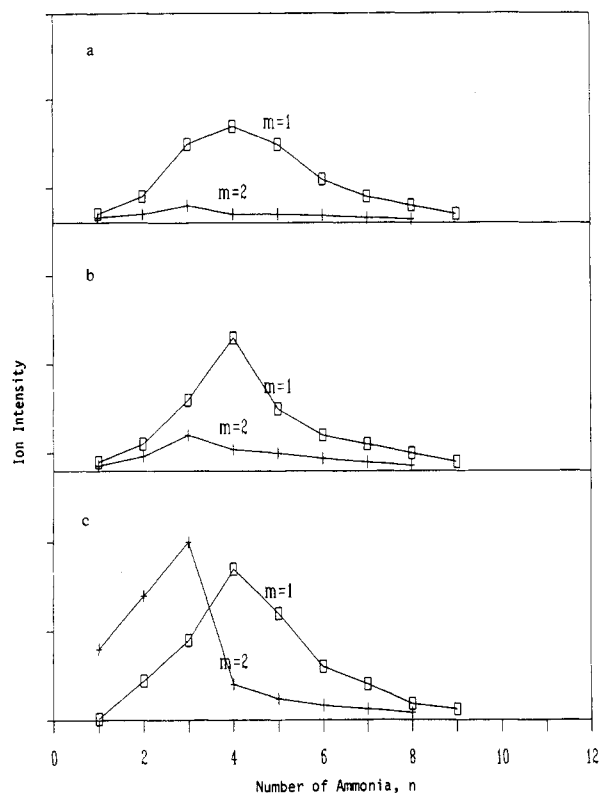 a
m=1
m=2
b
m=1
m=2
c
m=1
m=2
Ion Intensity
0 2 4 6 8 10 12
Number of Ammonia, n